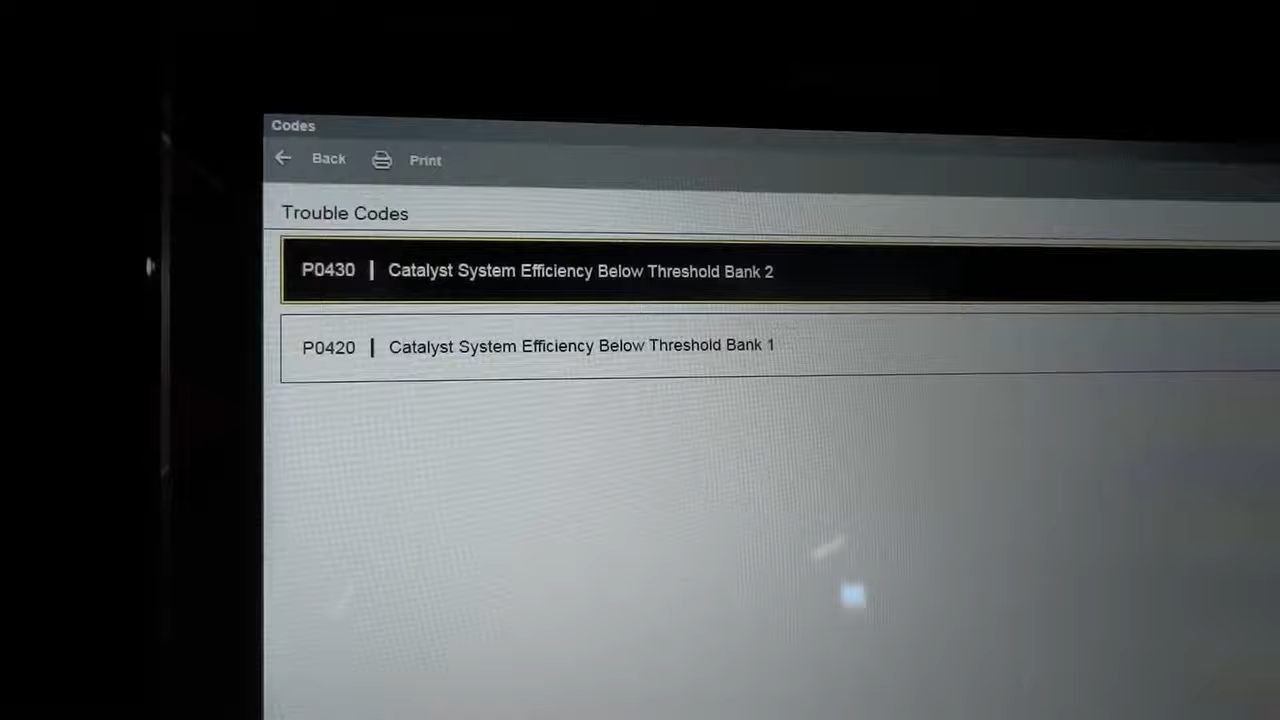 Codes
Back Print
Trouble Codes
P0430 | Catalyst System Efficiency Below Threshold Bank 2
P0420 | Catalyst System Efficiency Below Threshold Bank 1